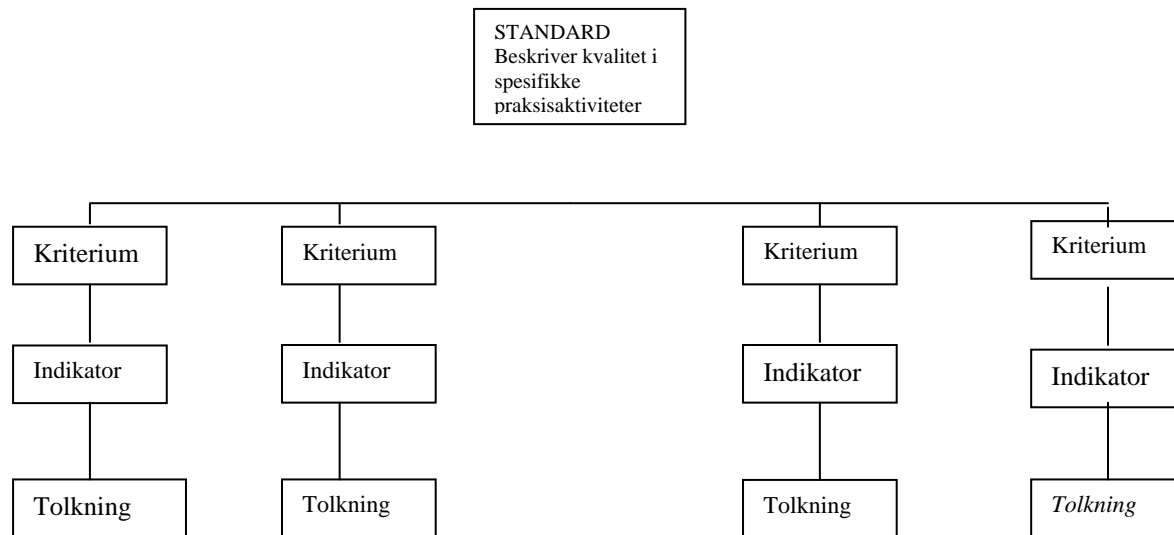 STANDARD
Beskriver kvalitet i
spesifikke
praksisaktiviteter
Kriterium
Kriterium
Kriterium
Kriterium
Indikator
Indikator
Indikator
Indikator
Tolkning
Tolkning
Tolkning
Tolkning